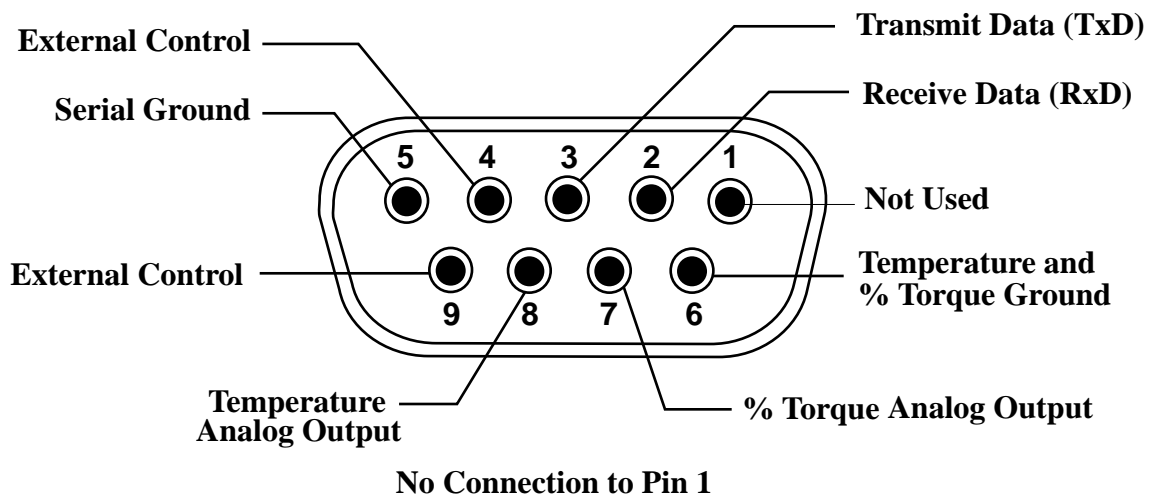 External Control
Transmit Data (TxD)
Serial Ground
Receive Data (RxD)
5 4 3 2 1
Not Used
External Control
Temperature and
% Torque Ground
9 8 7 6
Temperature
Analog Output
% Torque Analog Output
No Connection to Pin 1